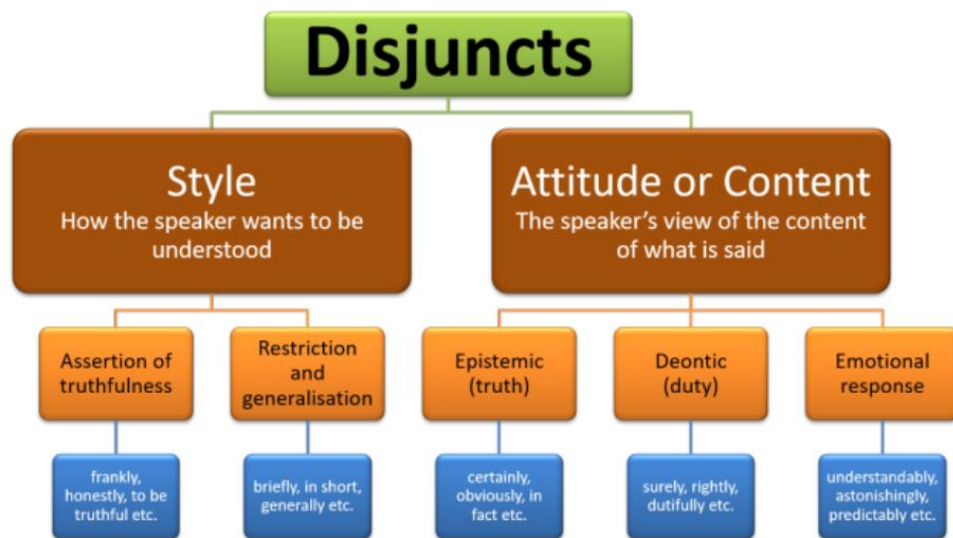 Disjuncts
Style
How the speaker wants to be
understood
Attitude or Content
The speaker's view of the content
of what is said
Assertion of
truthfulness
Restriction
and
generalisation
Epistemic
(truth)
Deontic
(duty)
Emotional
response
frankly,
honestly, to be
truthful etc.
briefly, in short,
generally etc.
certainly,
obviously, in
fact etc.
surely, rightly,
dutifully etc.
understandably,
astonishingly,
predictably etc.